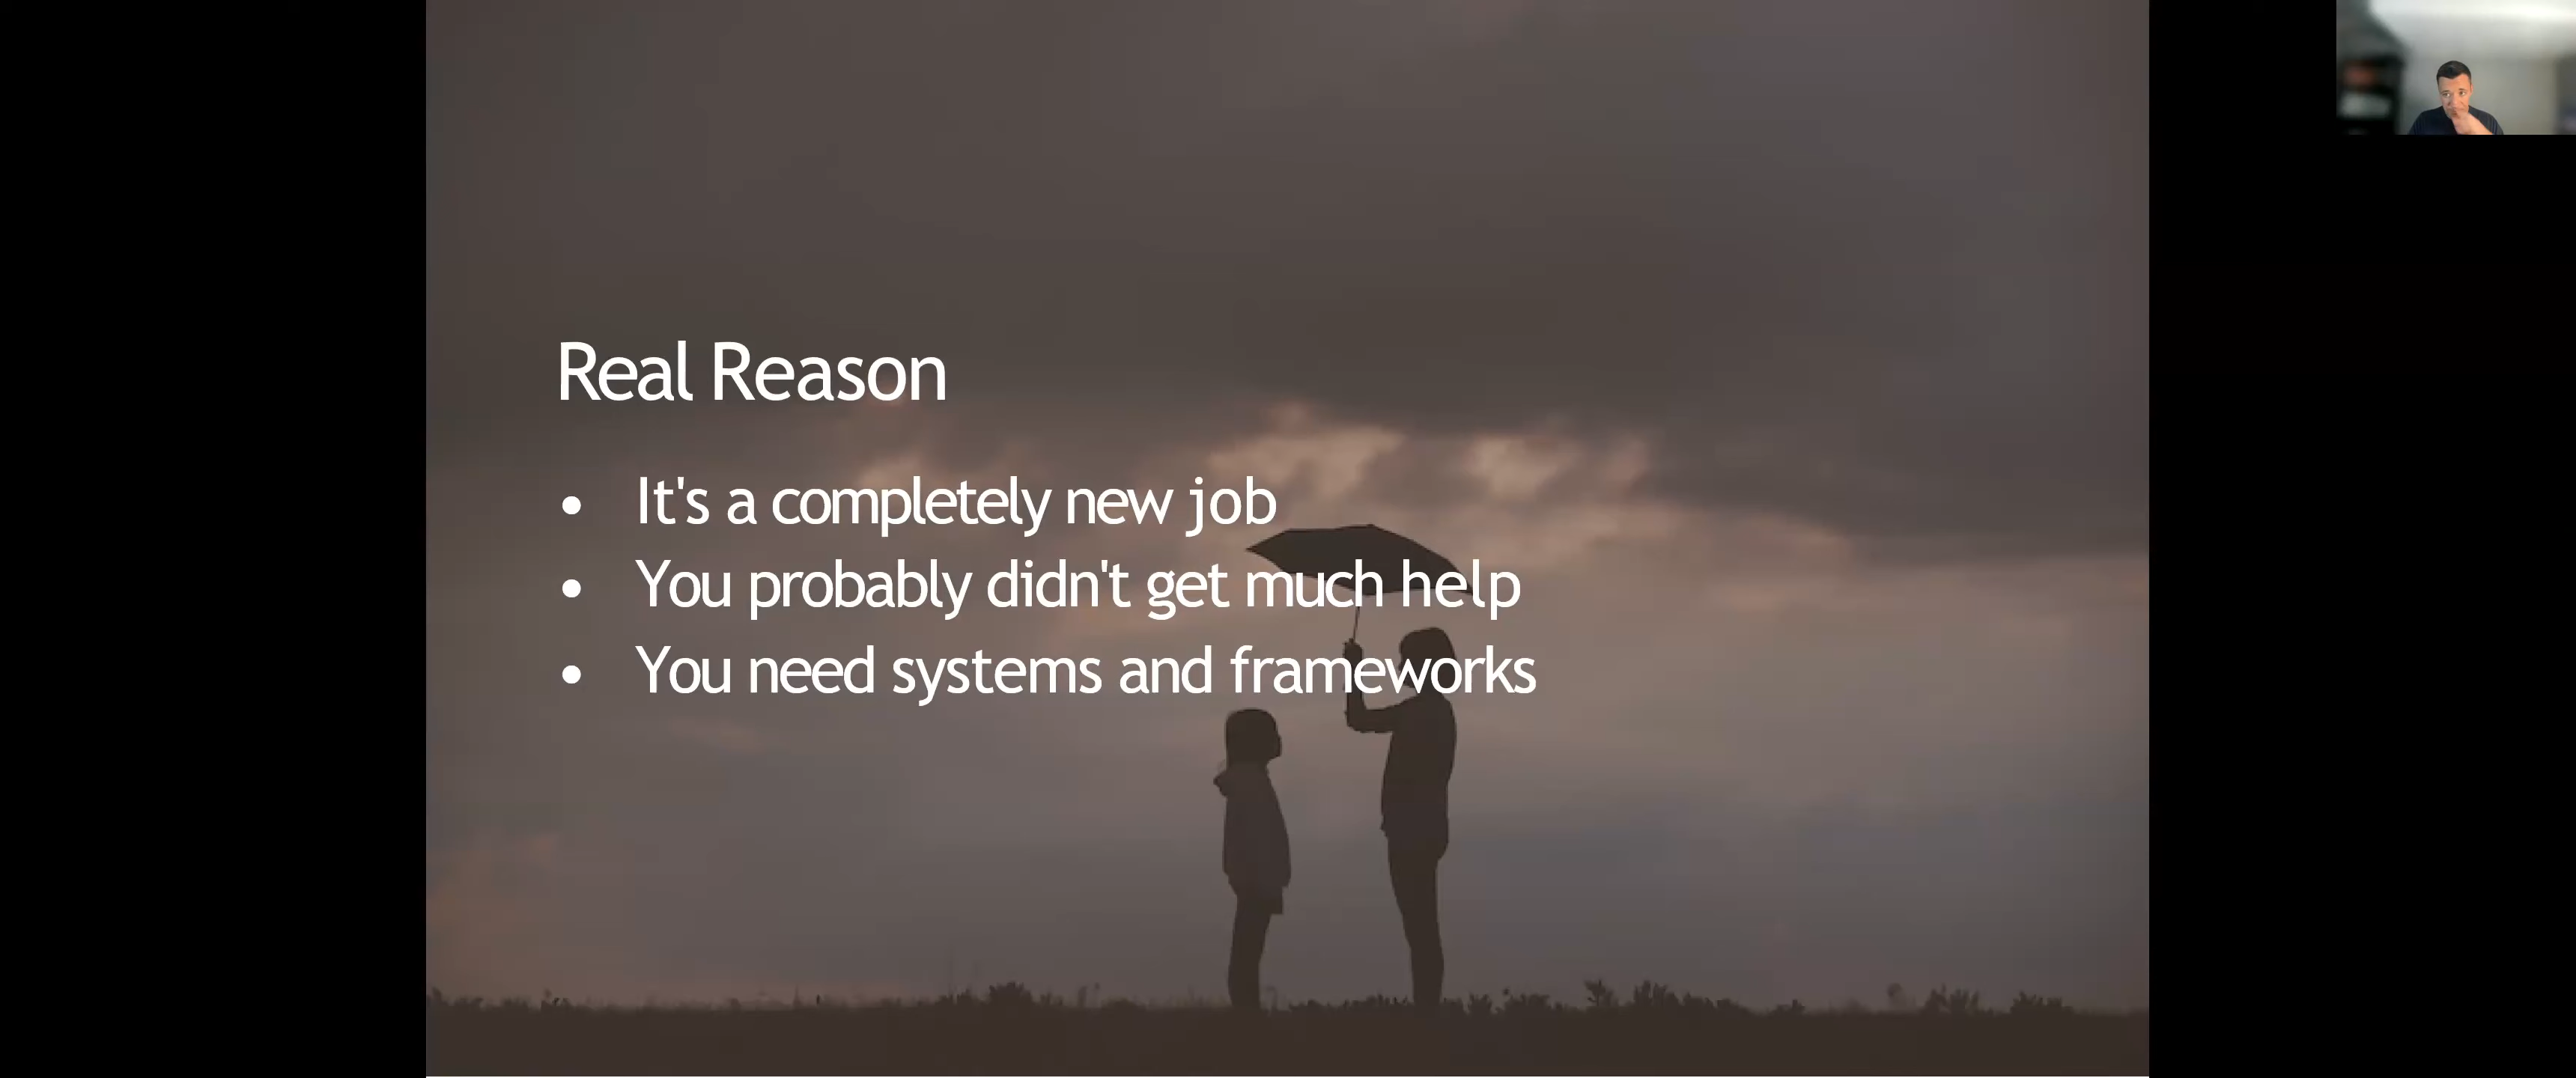 Real Reason
• It's a completely new job
• You probably didn't get much help
• You need systems and frameworks